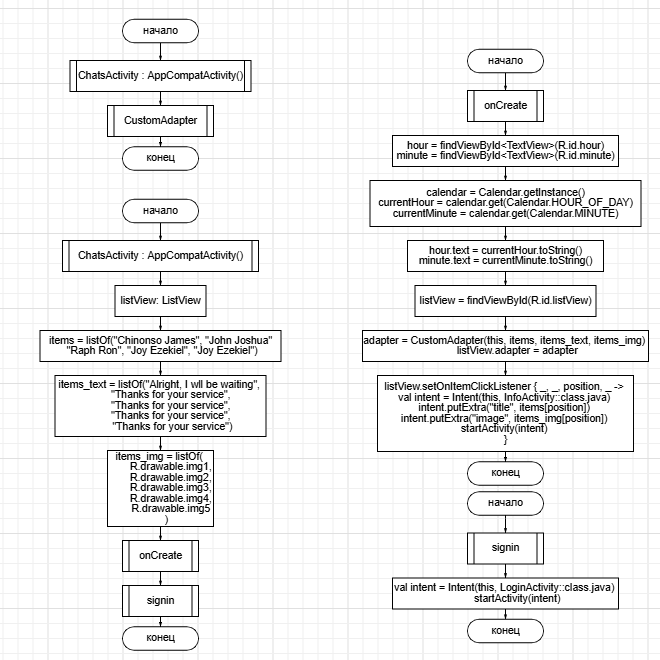 начало
ChatsActivity : AppCompatActivity()
CustomAdapter
конец
начало
ChatsActivity : AppCompatActivity()
listView: ListView
items = listOf("Chinonso James", "John Joshua"
"Raph Ron", "Joy Ezekiel", "Joy Ezekiel")
items_text = listOf("Alright, I wll be waiting",
"Thanks for your service",
"Thanks for your service",
"Thanks for your service",
"Thanks for your service")
items_img = listOf(
R.drawable.img1,
R.drawable.img2,
R.drawable.img3,
R.drawable.img4,
R.drawable.img5
)
onCreate
signin
конец
начало
onCreate
hour = findViewById<TextView>(R.id.hour)
minute = findViewById<TextView>(R.id.minute)
calendar = Calendar.getInstance()
currentHour = calendar.get(Calendar.HOUR_OF_DAY)
currentMinute = calendar.get(Calendar.MINUTE)
hour.text = currentHour.toString()
minute.text = currentMinute.toString()
listView = findViewById(R.id.listView)
adapter = CustomAdapter(this, items, items_text, items_img)
listView.adapter = adapter
listView.setOnItemClickListener { _, _, position, _ ->
val intent = Intent(this, InfoActivity::class.java)
intent.putExtra("title", items[position])
intent.putExtra("image", items_img[position])
startActivity(intent)
}
конец
начало
signin
val intent = Intent(this, LoginActivity::class.java)
startActivity(intent)
конец